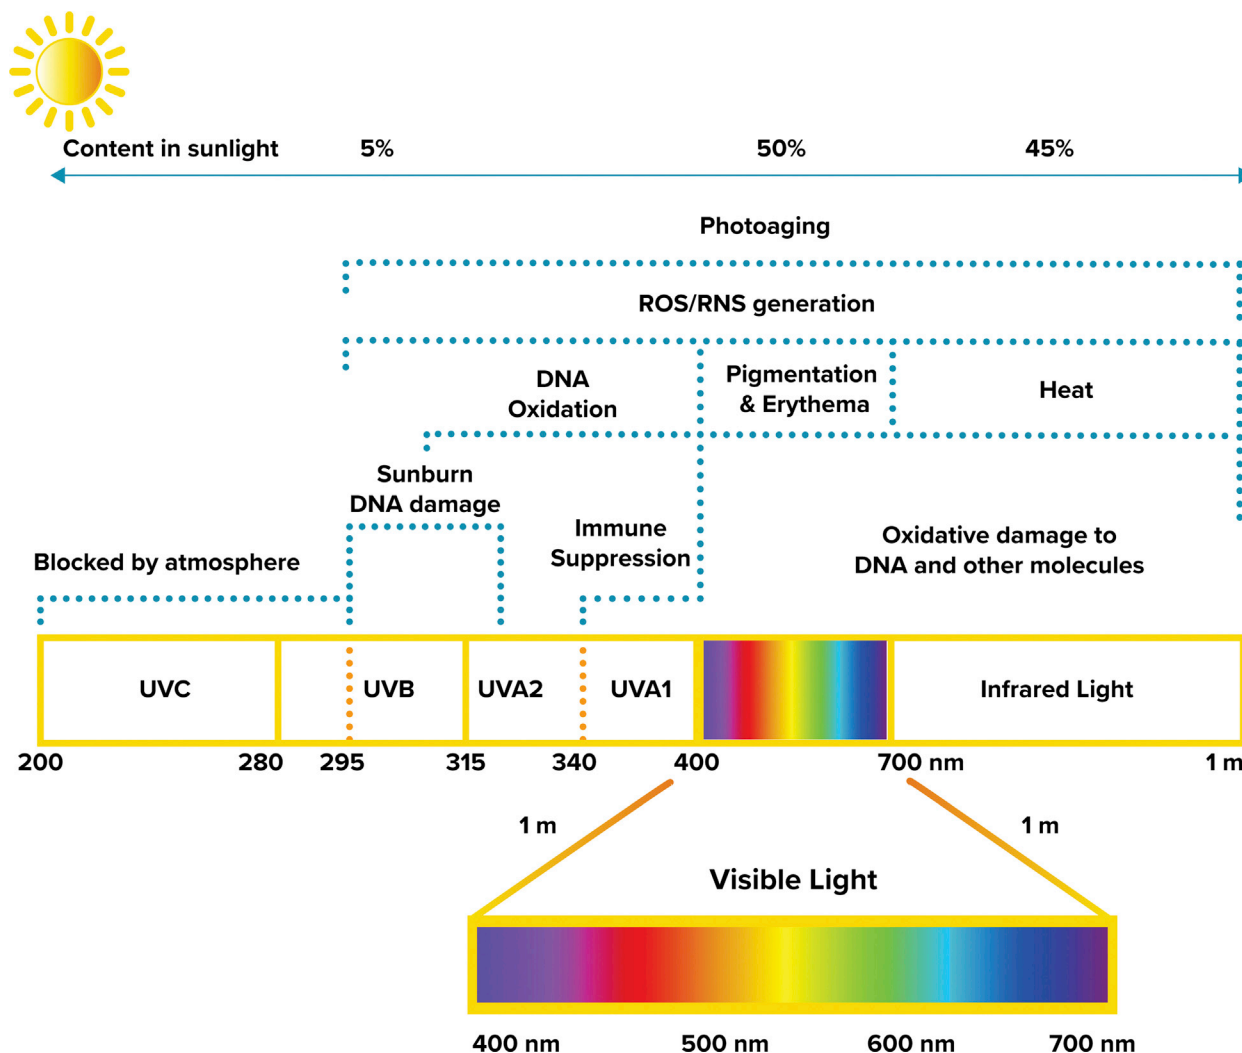 Content in sunlight 5% 50% 45%
Photoaging
ROS/RNS generation
DNA
Oxidation
Pigmentation
& Erythema
Heat
Sunburn
DNA damage
Immune
Suppression
Oxidative damage to
DNA and other molecules
Blocked by atmosphere
UVC UVB UVA2 UVA1 Infrared Light
200 280 295 315 340 400 700 nm 1 m
1 m 1 m
Visible Light
400 nm 500 nm 600 nm 700 nm